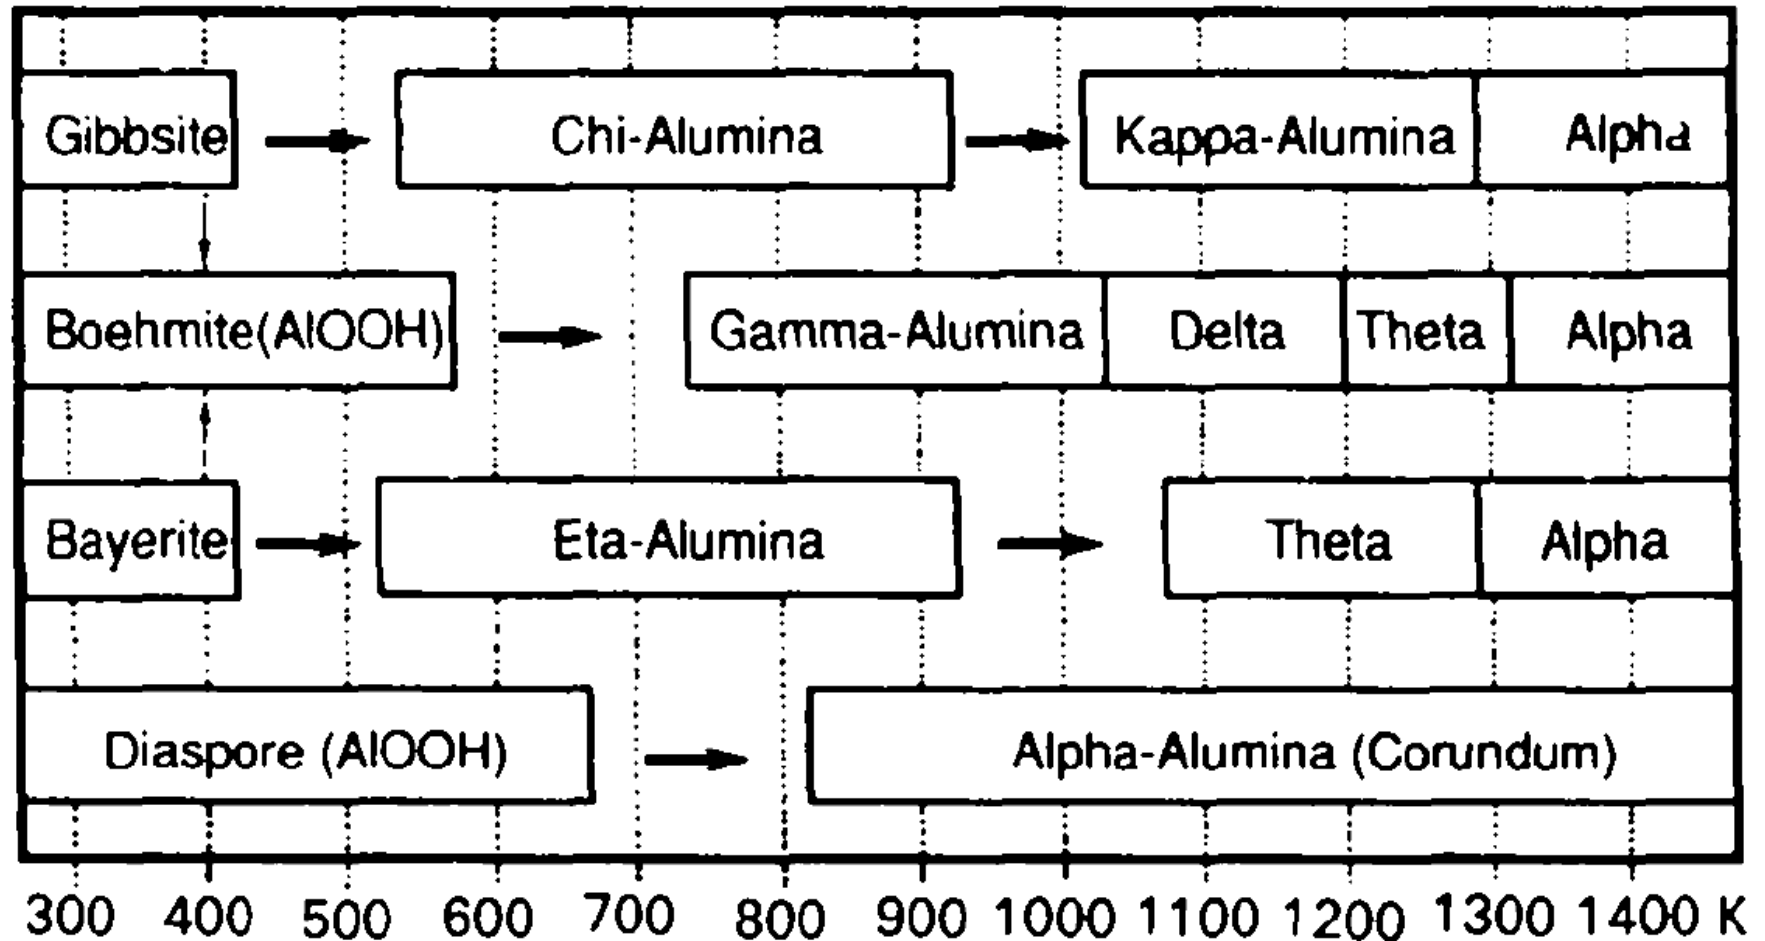 Gibbsite Chi-Alumina Kappa-Alumina Alpha
Boehmite(AlOOH) Gamma-Alumina Delta Theta Alpha
Bayerite Eta-Alumina Theta Alpha
Diaspore (AlOOH) Alpha-Alumina (Corundum)
300 400 500 600 700 800 900 1000 1100 1200 1300 1400 K